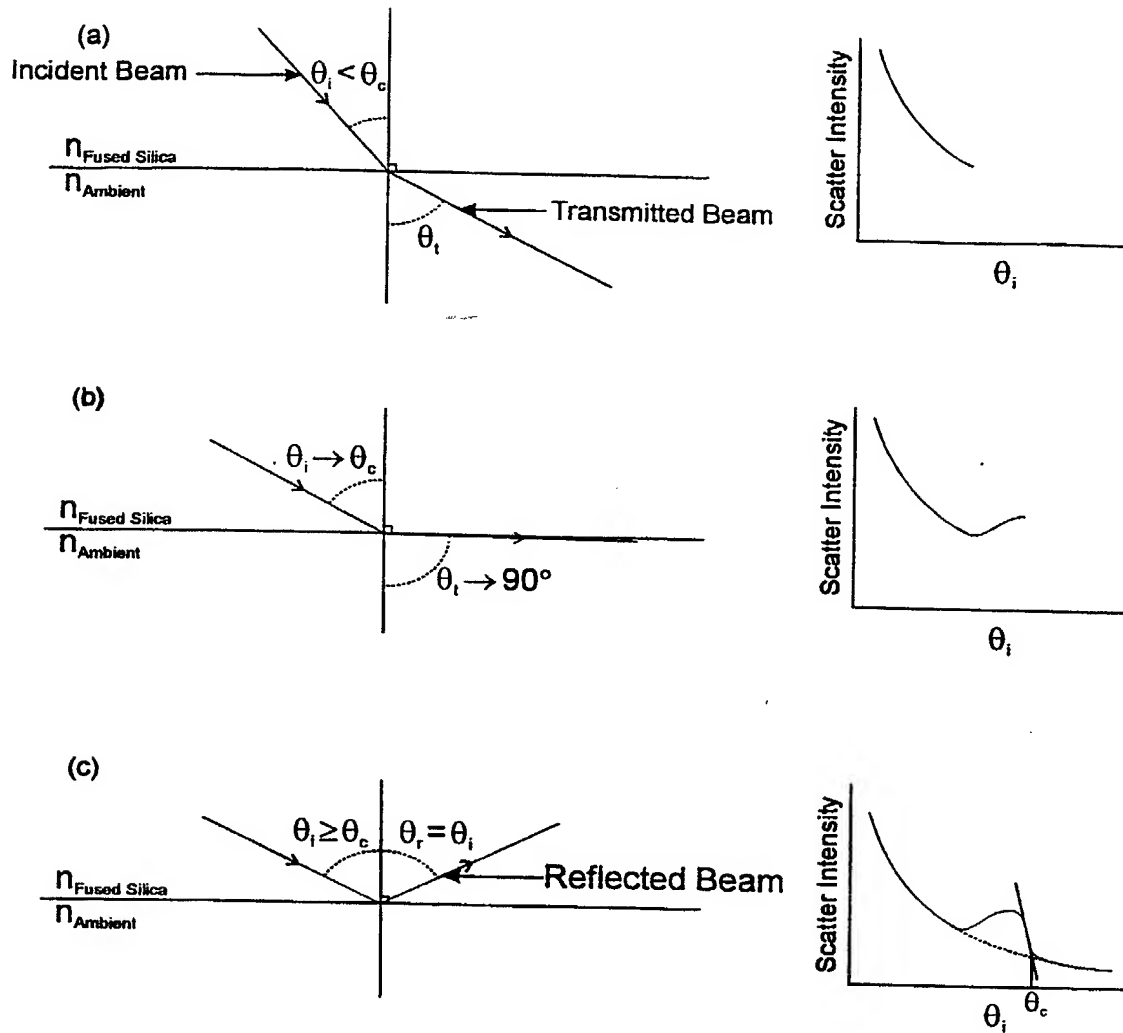 (a)
Incident Beam
θi < θc
nFused Silica
nAmbient
Transmitted Beam
θt
Scatter Intensity
θi
(b)
θi → θc
nFused Silica
nAmbient
θt → 90°
Scatter Intensity
θi
(c)
θi ≥ θc θr = θi
nFused Silica
nAmbient
Reflected Beam
Scatter Intensity
θi
θc